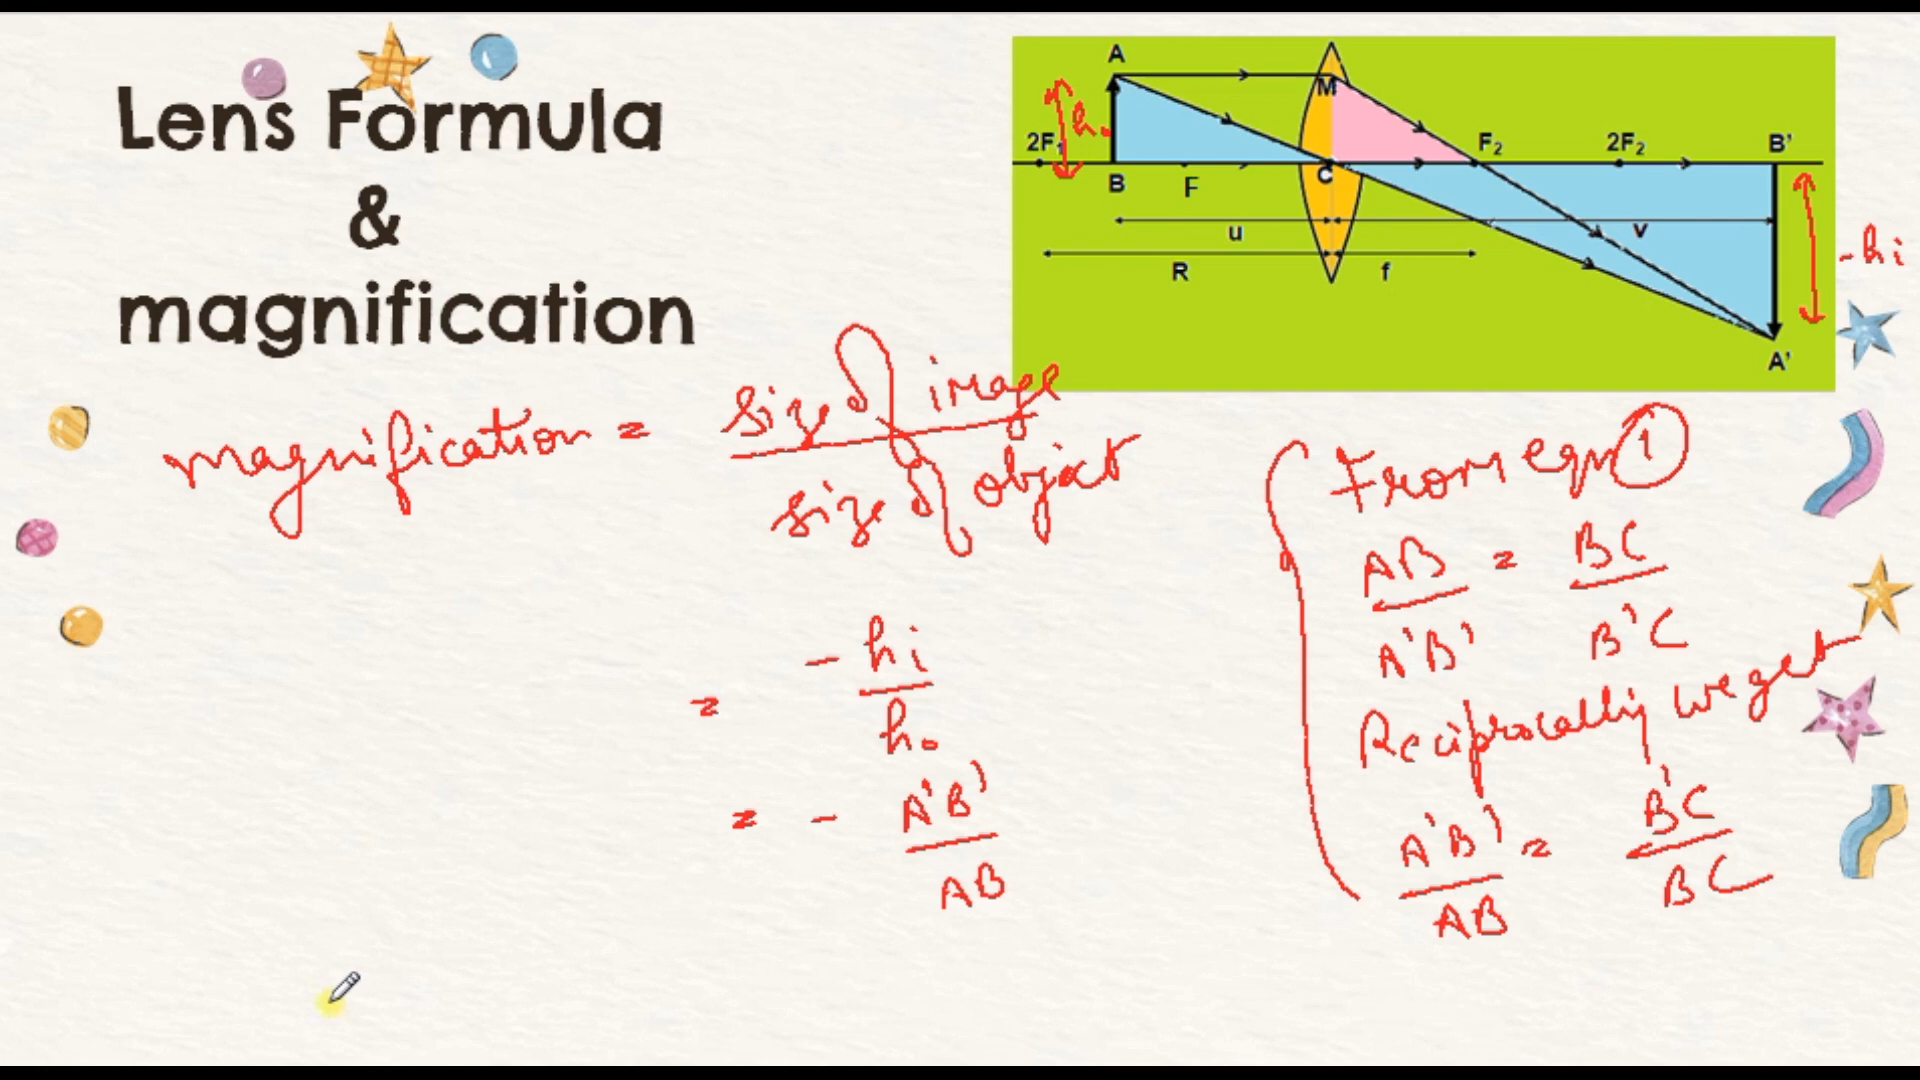 Lens Formula
&
magnification
A
M
h.
2F₁
F₂
2F₂
B'
B
F
C
u
v
R
f
-hi
A'
magnification = size of image
size of object
From eqn 1
AB = BC
A'B' B'C
= -hi
h.
Reciprocally we get
= - A'B'
AB
A'B' = B'C
AB BC